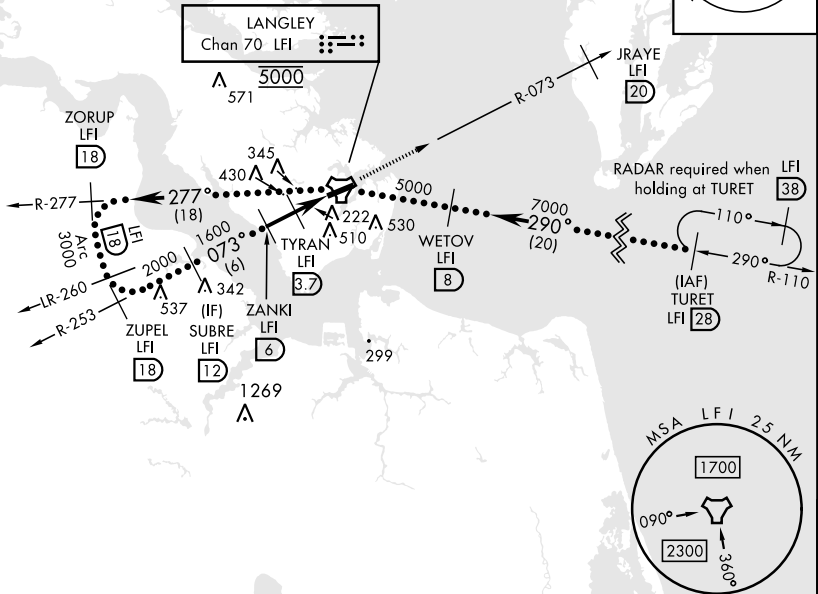 LANGLEY
Chan 70 LFI
571
5000
JRAYE
LFI
20
R-073
ZORUP
LFI
18
345
430
R-277
277°
(18)
5000
7000
290°
(20)
RADAR required when
holding at TURET
LFI
38
110°
290°
R-110
(IAF)
TURET
LFI 28
WETOV
LFI
8
222
510
530
TYRAN
LFI
3.7
1600
073°
(6)
LFI
18
Arc
3000
2000
LR-260
R-253
537
342
ZUPEL
LFI
18
(IF)
SUBRE
LFI
12
ZANKI
LFI
6
299
1269
MSA LFI 25 NM
1700
090°
2300
360°